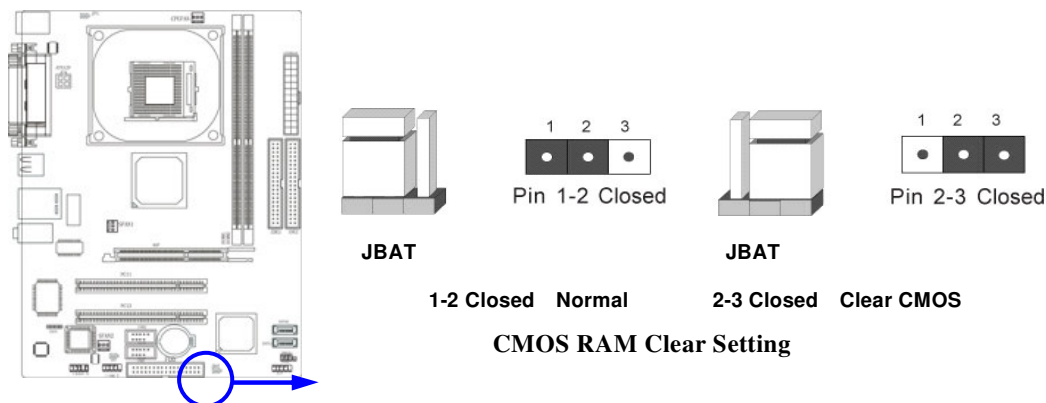 1 2 3
Pin 1-2 Closed
JBAT
1-2 Closed Normal
1 2 3
Pin 2-3 Closed
JBAT
2-3 Closed Clear CMOS
CMOS RAM Clear Setting